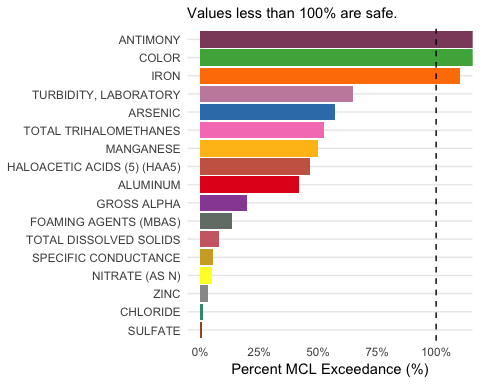 Values less than 100% are safe.
ANTIMONY
COLOR
IRON
TURBIDITY, LABORATORY
ARSENIC
TOTAL TRIHALOMETHANES
MANGANESE
HALOACETIC ACIDS (5) (HAA5)
ALUMINUM
GROSS ALPHA
FOAMING AGENTS (MBAS)
TOTAL DISSOLVED SOLIDS
SPECIFIC CONDUCTANCE
NITRATE (AS N)
ZINC
CHLORIDE
SULFATE
0% 25% 50% 75% 100%
Percent MCL Exceedance (%)